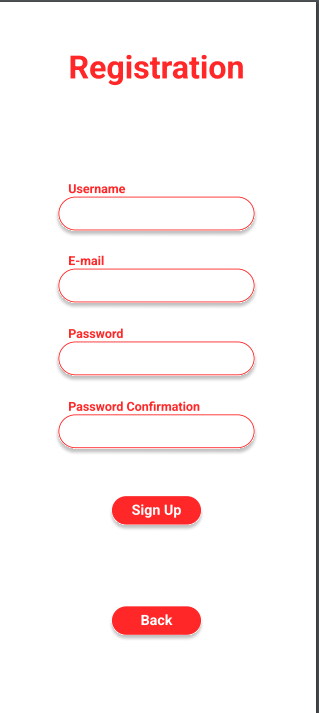 Registration
Username
E-mail
Password
Password Confirmation
Sign Up
Back